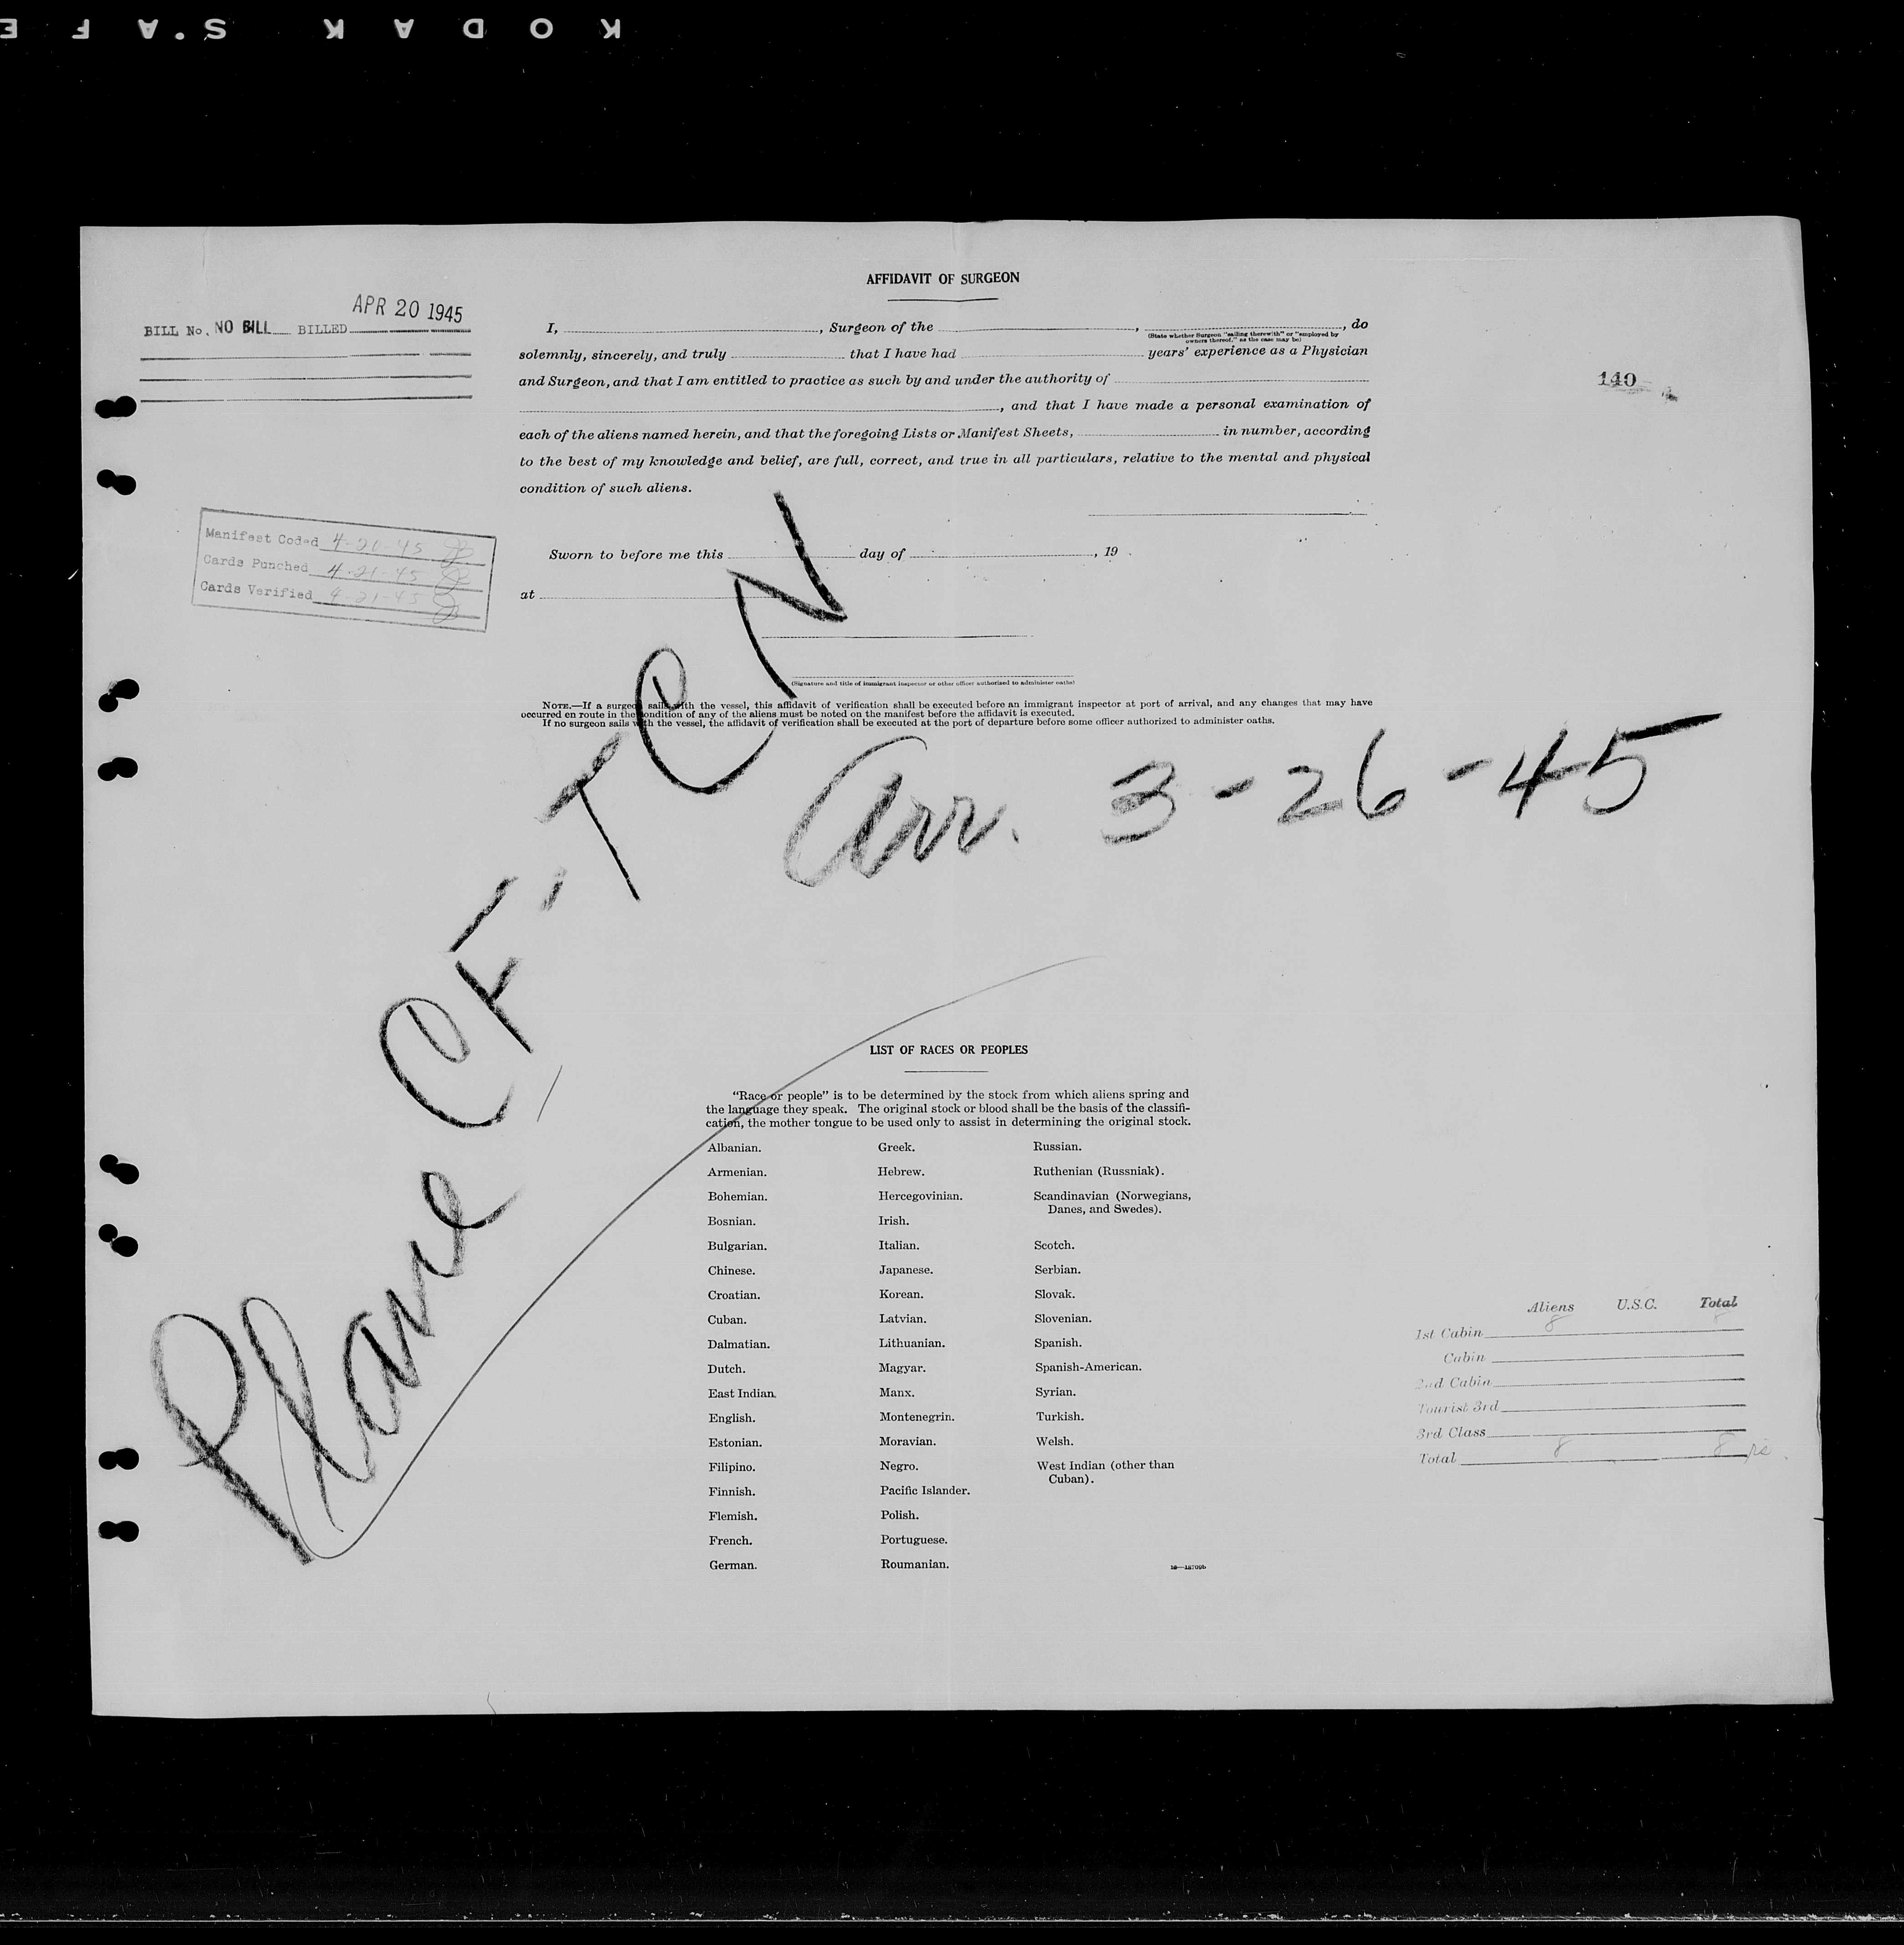 KODAK S.AFE
AFFIDAVIT OF SURGEON
APR 20 1945
BILL No. NO BILL BILLED
I, , Surgeon of the , , do
(State whether Surgeon "sailing therewith" or "employed by
owners thereof," as the case may be)
solemnly, sincerely, and truly that I have had years' experience as a Physician
and Surgeon, and that I am entitled to practice as such by and under the authority of
140
, and that I have made a personal examination of
each of the aliens named herein, and that the foregoing Lists or Manifest Sheets, in number, according
to the best of my knowledge and belief, are full, correct, and true in all particulars, relative to the mental and physical
condition of such aliens.
Manifest Coded 4-21-45
Cards Punched 4-21-45
Cards Verified 4-21-45
Sworn to before me this day of , 19
at
(Signature and title of immigrant inspector or other officer authorized to administer oaths)
NOTE.—If a surgeon sails with the vessel, this affidavit of verification shall be executed before an immigrant inspector at port of arrival, and any changes that may have
occurred en route in the condition of any of the aliens must be noted on the manifest before the affidavit is executed.
If no surgeon sails with the vessel, the affidavit of verification shall be executed at the port of departure before some officer authorized to administer oaths.
Plane CF-TCN
Arr. 3-26-45
LIST OF RACES OR PEOPLES
"Race or people" is to be determined by the stock from which aliens spring and
the language they speak. The original stock or blood shall be the basis of the classifi-
cation, the mother tongue to be used only to assist in determining the original stock.
Albanian.
Armenian.
Bohemian.
Bosnian.
Bulgarian.
Chinese.
Croatian.
Cuban.
Dalmatian.
Dutch.
East Indian.
English.
Estonian.
Filipino.
Finnish.
Flemish.
French.
German.
Greek.
Hebrew.
Hercegovinian.
Irish.
Italian.
Japanese.
Korean.
Latvian.
Lithuanian.
Magyar.
Manx.
Montenegrin.
Moravian.
Negro.
Pacific Islander.
Polish.
Portuguese.
Roumanian.
Russian.
Ruthenian (Russniak).
Scandinavian (Norwegians,
Danes, and Swedes).
Scotch.
Serbian.
Slovak.
Slovenian.
Spanish.
Spanish-American.
Syrian.
Turkish.
Welsh.
West Indian (other than
Cuban).
Aliens U.S.C. Total
1st Cabin 8 8
Cabin
2nd Cabin
Tourist 3rd
3rd Class
Total 8 8